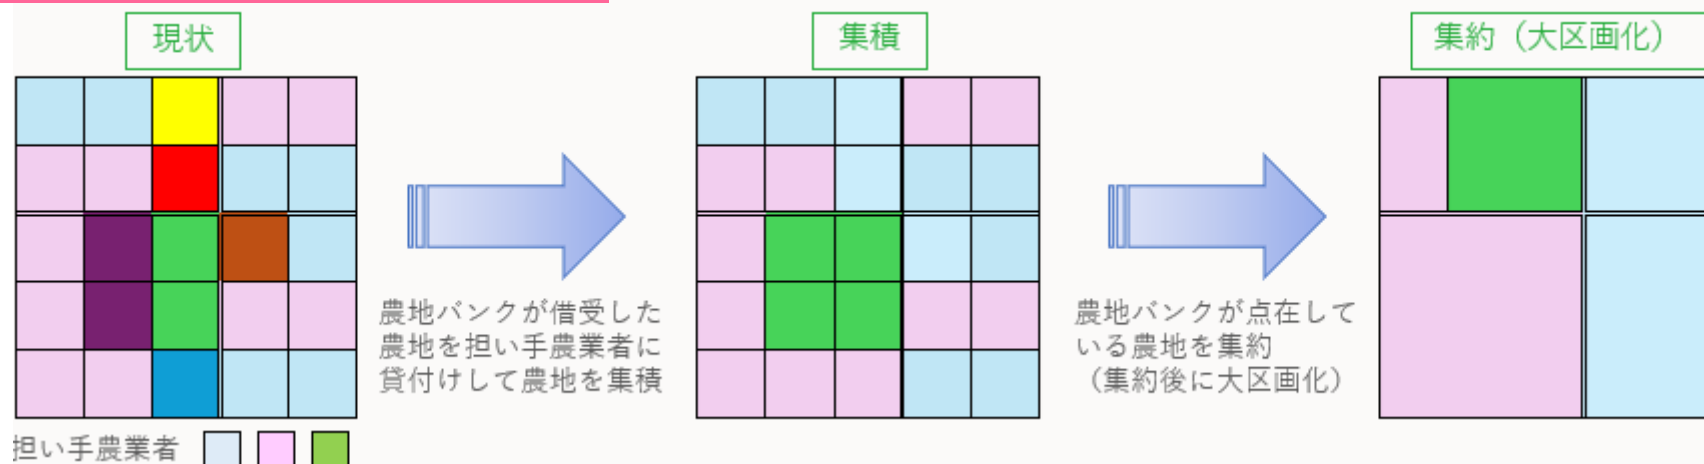 現状
集積
集約（大区画化）
農地バンクが借受した
農地を担い手農業者に
貸付けして農地を集積
農地バンクが点在して
いる農地を集約
（集約後に大区画化）
担い手農業者